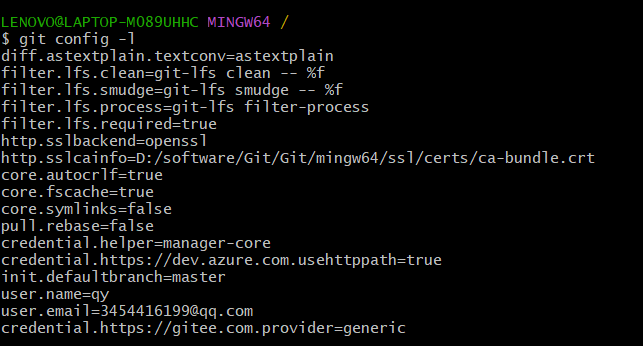 LENOVO@LAPTOP-MO89UHHC MINGW64 /
$ git config -l
diff.astextplain.textconv=astextplain
filter.lfs.clean=git-lfs clean -- %f
filter.lfs.smudge=git-lfs smudge -- %f
filter.lfs.process=git-lfs filter-process
filter.lfs.required=true
http.sslbackend=openssl
http.sslcainfo=D:/software/Git/Git/mingw64/ssl/certs/ca-bundle.crt
core.autocrlf=true
core.fscache=true
core.symlinks=false
pull.rebase=false
credential.helper=manager-core
credential.https://dev.azure.com.usehttppath=true
init.defaultbranch=master
user.name=qy
user.email=3454416199@qq.com
credential.https://gitee.com.provider=generic